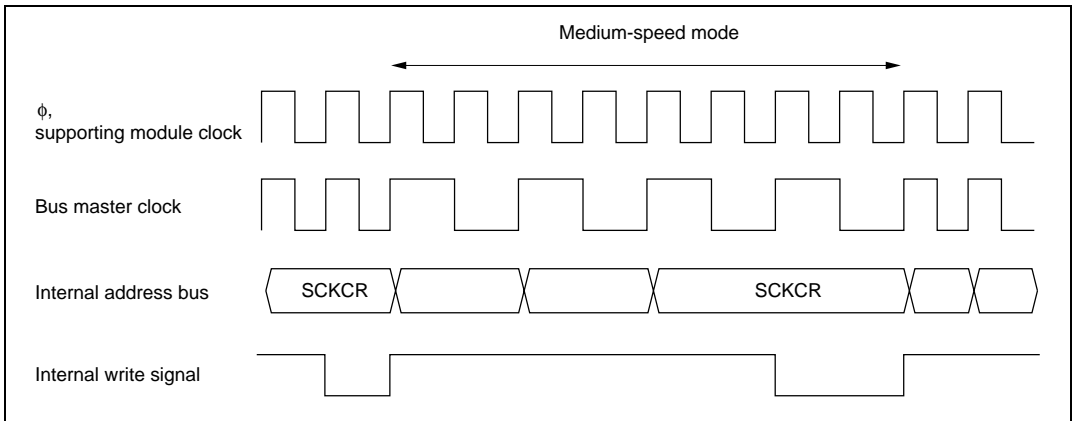 Medium-speed mode
ϕ,
supporting module clock
Bus master clock
Internal address bus
SCKCR
SCKCR
Internal write signal